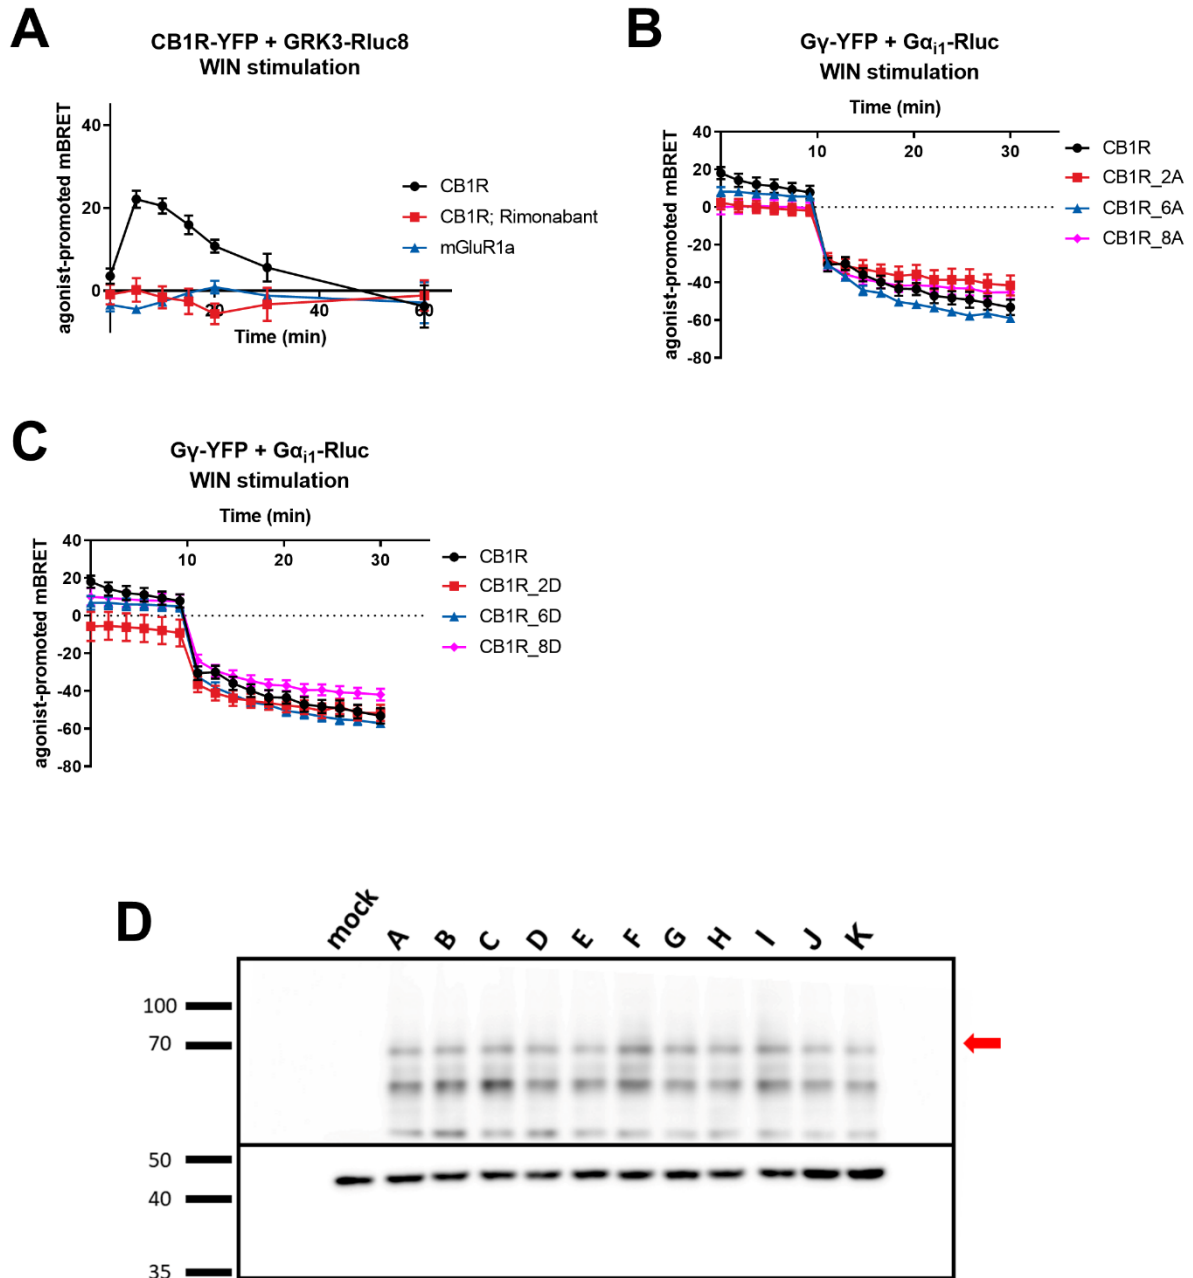 A
CB1R-YFP + GRK3-Rluc8
WIN stimulation
agonist-promoted mBRET
40
20
0
20
40
60
Time (min)
CB1R
CB1R; Rimonabant
mGluR1a
B
Gγ-YFP + Gαi1-Rluc
WIN stimulation
Time (min)
agonist-promoted mBRET
40
20
0
-20
-40
-60
-80
10
20
30
CB1R
CB1R_2A
CB1R_6A
CB1R_8A
C
Gγ-YFP + Gαi1-Rluc
WIN stimulation
Time (min)
agonist-promoted mBRET
40
20
0
-20
-40
-60
-80
10
20
30
CB1R
CB1R_2D
CB1R_6D
CB1R_8D
D
mock A B C D E F G H I J K
100
70
50
40
35